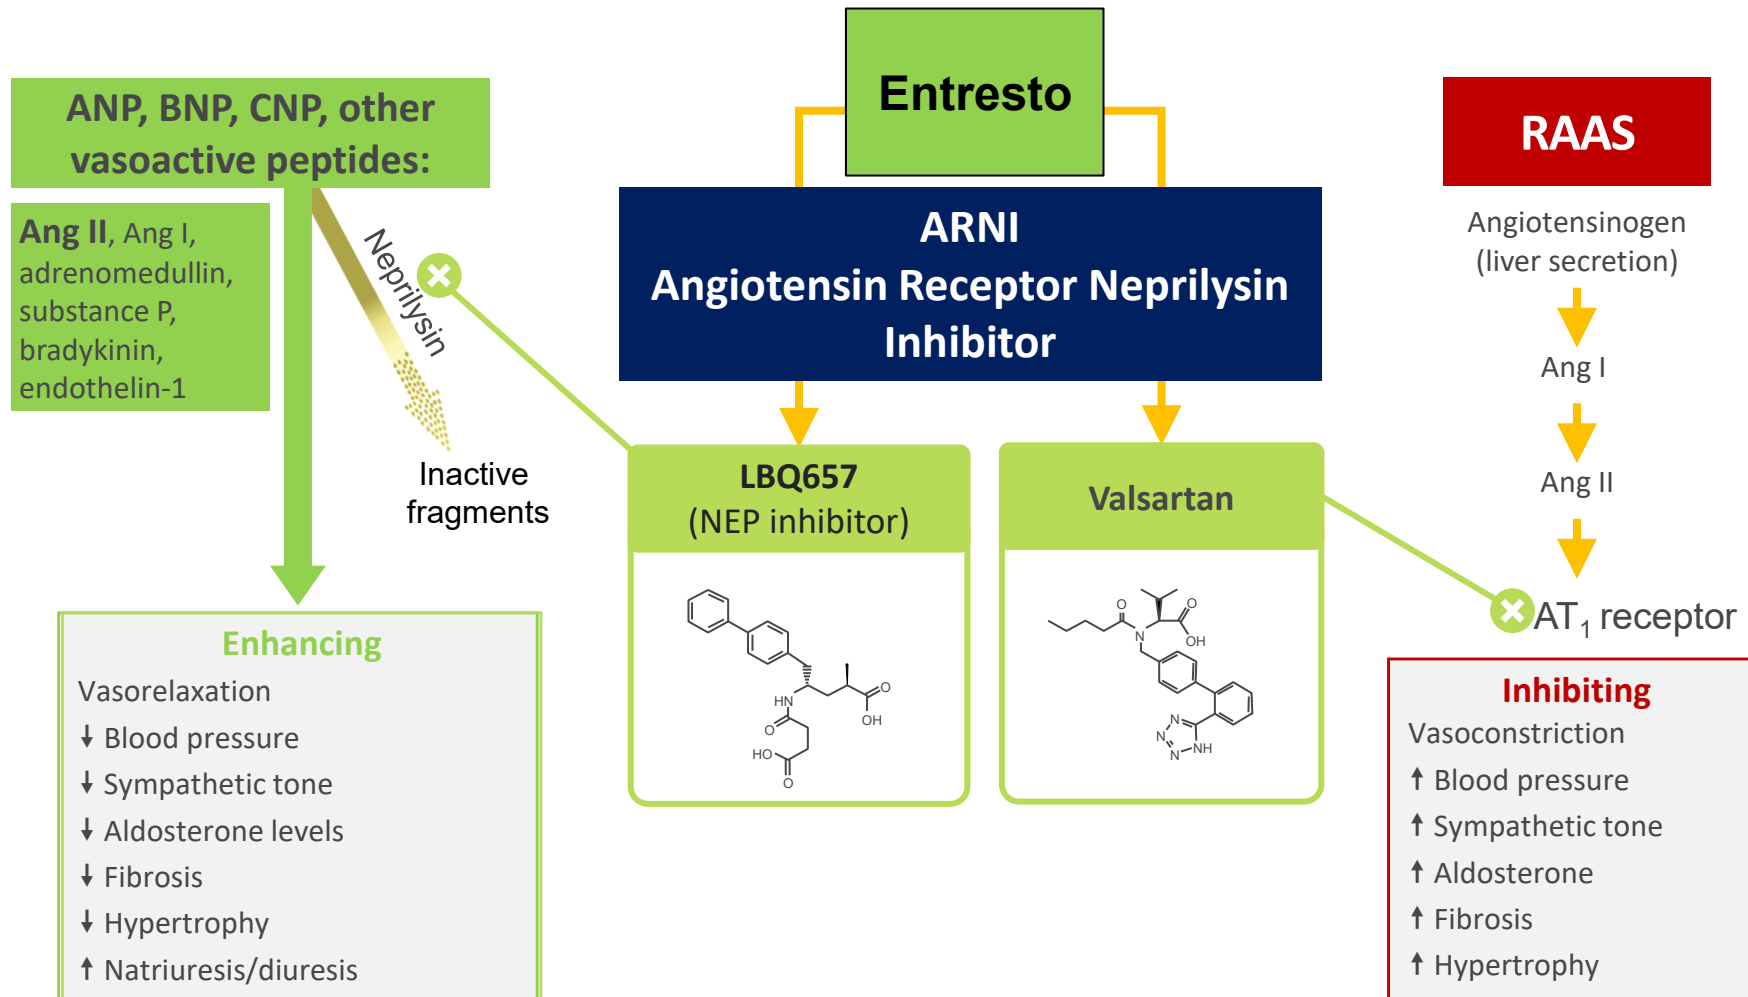 Entresto
ANP, BNP, CNP, other
vasoactive peptides:
Ang II, Ang I,
adrenomedullin,
substance P,
bradykinin,
endothelin-1
Neprilysin
Inactive
fragments
ARNI
Angiotensin Receptor Neprilysin
Inhibitor
RAAS
Angiotensinogen
(liver secretion)
Ang I
Ang II
AT1 receptor
LBQ657
(NEP inhibitor)
O
OH
HN
O
HO
O
Valsartan
O
O
N
OH
N
N
N
NH
Enhancing
Vasorelaxation
↓ Blood pressure
↓ Sympathetic tone
↓ Aldosterone levels
↓ Fibrosis
↓ Hypertrophy
↑ Natriuresis/diuresis
Inhibiting
Vasoconstriction
↑ Blood pressure
↑ Sympathetic tone
↑ Aldosterone
↑ Fibrosis
↑ Hypertrophy